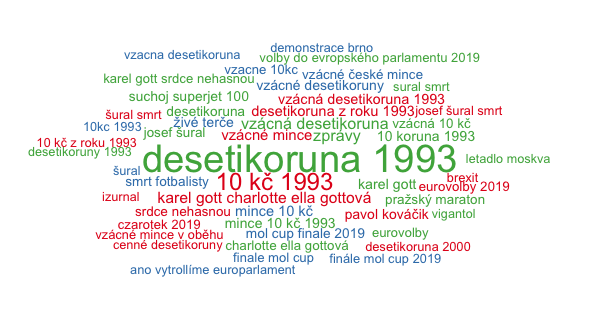 demonstrace brno
vzacna desetikoruna
volby do evropského parlamentu 2019
vzacne 10kc
vzácné české mince
karel gott srdce nehasnou
vzácné desetikoruny
sural smrt
suchoj superjet 100
vzácná desetikoruna 1993
desetikoruna
desetikoruna z roku 1993
josef šural smrt
šural smrt
živé terče
vzácná desetikoruna
vzácná 10 kč
10kc 1993
josef šural
vzácné mince
zprávy
10 koruna 1993
10 kč z roku 1993
desetikoruny 1993
desetikoruna 1993
letadlo moskva
šural
smrt fotbalisty
10 kč 1993
karel gott
brexit
eurovolby 2019
izurnal
karel gott charlotte ella gottová
pražský maraton
srdce nehasnou
mince 10 kč
pavol kováčik
vigantol
czarotek 2019
mince 10 kč 1993
vzácné mince v oběhu
mol cup finale 2019
eurovolby
cenné desetikoruny
charlotte ella gottová
desetikoruna 2000
finale mol cup
finále mol cup 2019
ano vytrollíme europarlament